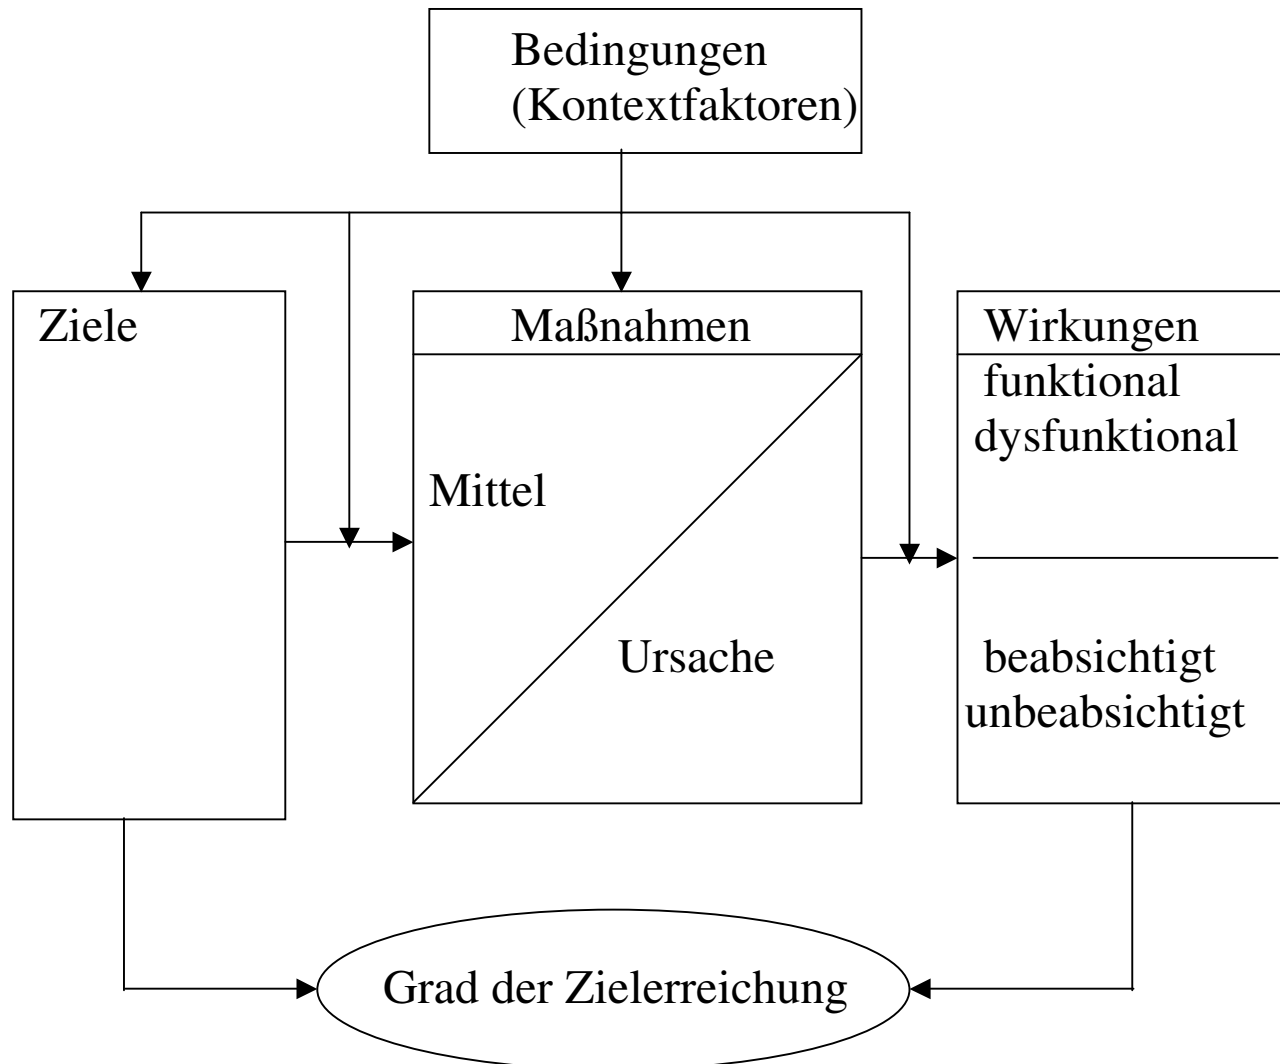 Bedingungen
(Kontextfaktoren)
Ziele
Maßnahmen
Wirkungen
funktional
dysfunktional
Mittel
Ursache
beabsichtigt
unbeabsichtigt
Grad der Zielerreichung